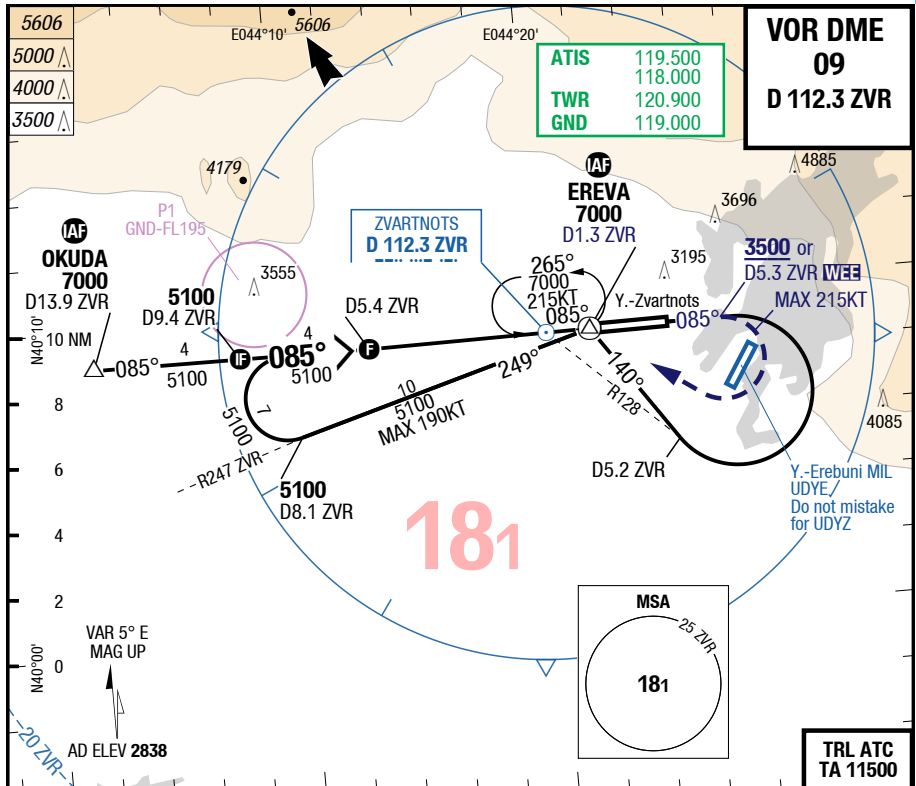 5606
5000
4000
3500
E044°10'
5606
E044°20'
ATIS 119.500
118.000
TWR 120.900
GND 119.000
VOR DME
09
D 112.3 ZVR
4179
4885
3696
3195
IAF
EREVA
7000
D1.3 ZVR
P1
GND-FL195
3555
ZVARTNOTS
D 112.3 ZVR
IAF
OKUDA
7000
D13.9 ZVR
10 NM
5100
D9.4 ZVR
D5.4 ZVR
265°
7000
215KT
085°
Y.-Zvartnots
3500 or
D5.3 ZVR WEE
MAX 215KT
085°
N40°10'
085°
4
5100
IF
4
085°
5100
F
249°
140°
R128
10
5100
MAX 190KT
7
5100
R247 ZVR
5100
D8.1 ZVR
D5.2 ZVR
4085
Y.-Erebuni MIL
UDYE,
Do not mistake
for UDYZ
181
8
6
4
2
0
N40°00'
VAR 5° E
MAG UP
AD ELEV 2838
20 ZVR
MSA
25 ZVR
181
TRL ATC
TA 11500